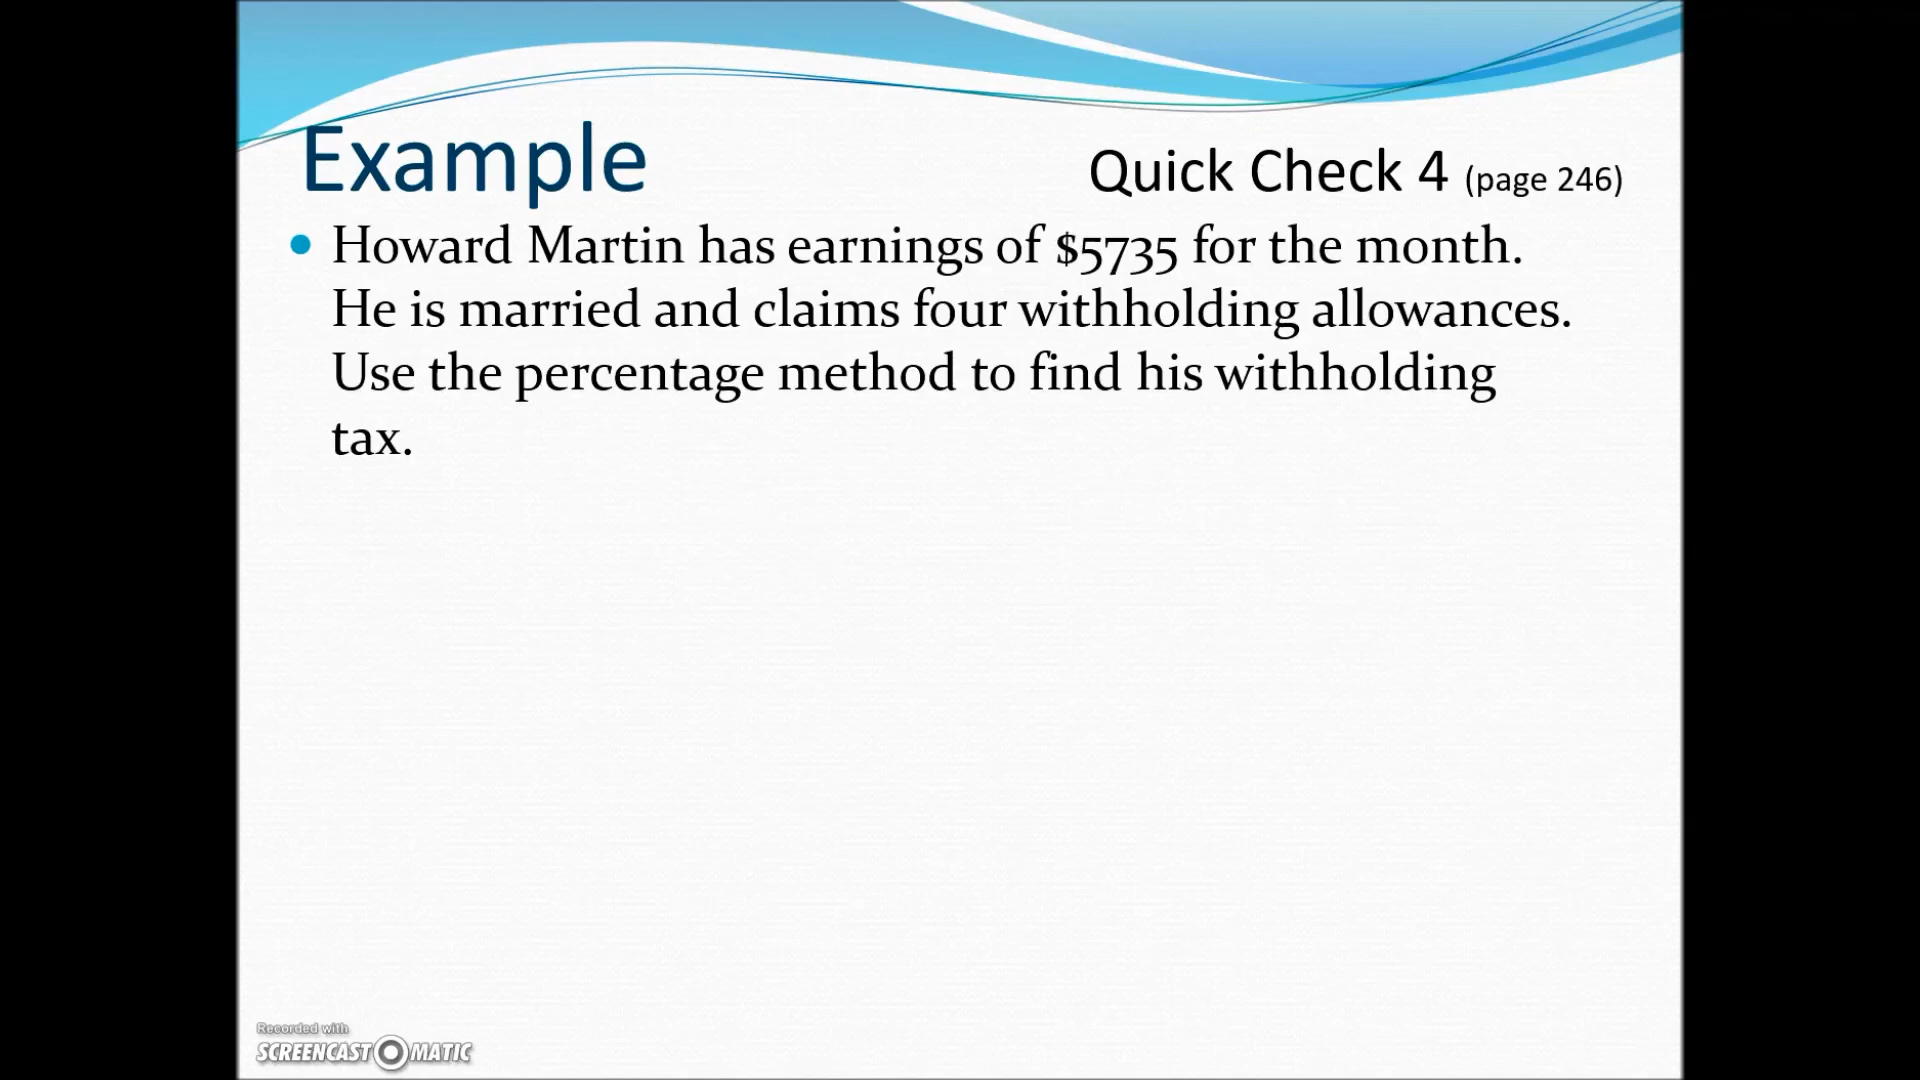 Example
Quick Check 4 (page 246)
Howard Martin has earnings of $5735 for the month.
He is married and claims four withholding allowances.
Use the percentage method to find his withholding
tax.
Recorded with
SCREENCAST MATIC